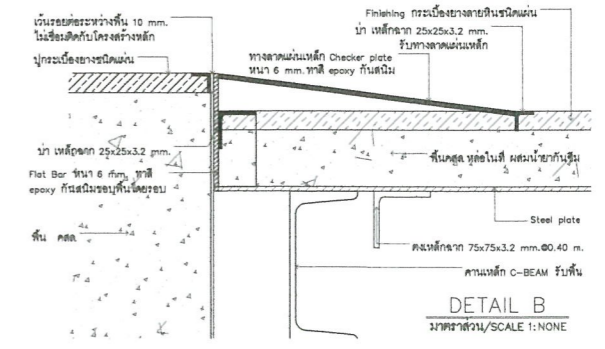 เว้นรอยต่อระหว่างพื้น 10 mm.
ไม่เชื่อมติดกับโครงสร้างหลัก
ปูกระเบื้องยางชนิดแผ่น
Finishing กระเบื้องยางลายหินชนิดแผ่น
บ่า เหล็กฉาก 25x25x3.2 mm.
รับทางลาดแผ่นเหล็ก
ทางลาดแผ่นเหล็ก Checker plate
หนา 6 mm. ทาสี epoxy กันสนิม
บ่า เหล็กฉาก 25x25x3.2 mm.
Flat Bar หนา 6 mm. ทาสี
epoxy กันสนิมขอบพื้นโดยรอบ
พื้น คสล.
พื้นคสล. หล่อในที่ ผสมน้ำยากันซึม
Steel plate
ตงเหล็กฉาก 75x75x3.2 mm.@0.40 m.
คานเหล็ก C-BEAM รับพื้น
DETAIL B
มาตราส่วน/SCALE 1:NONE